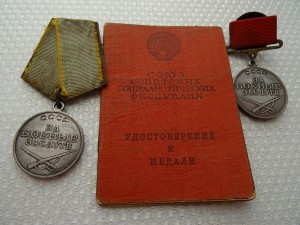 СССР
ЗА
БОЕВЫЕ
ЗАСЛУГИ
СОЮЗ
СОВЕТСКИХ
СОЦИАЛИСТИЧЕСКИХ
РЕСПУБЛИК
УДОСТОВЕРЕНИЕ
К
МЕДАЛИ
СССР
ЗА
БОЕВЫЕ
ЗАСЛУГИ